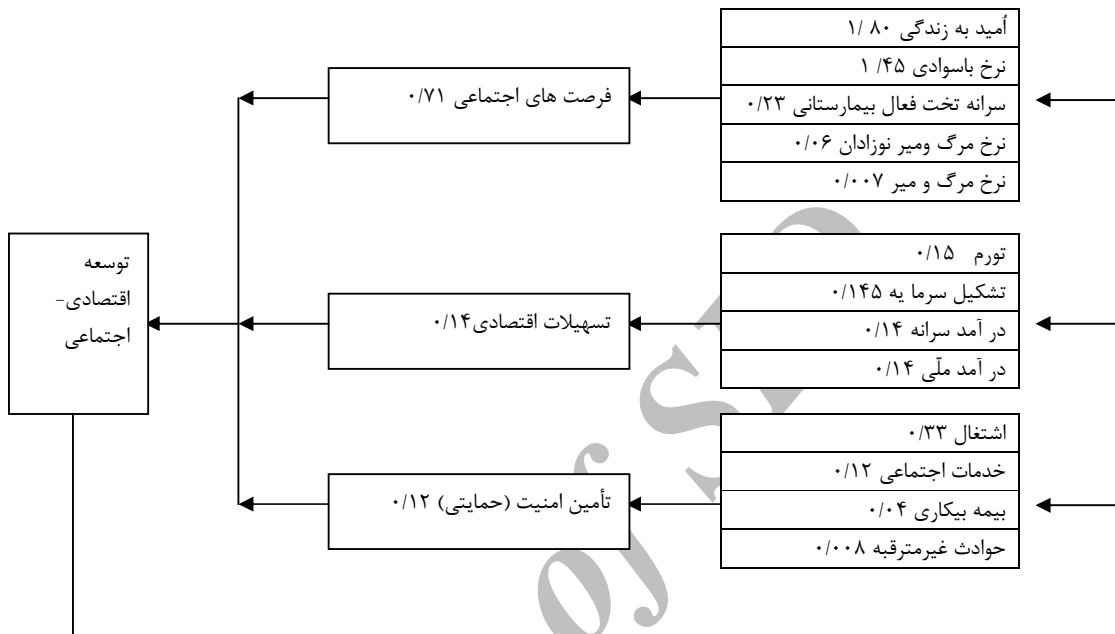 اُمید به زندگی ۸۰ /۱
نرخ باسوادی ۴۵/ ۱
سرانه تخت فعال بیمارستانی ۰/۲۳
نرخ مرگ ومیر نوزادان ۰/۰۶
نرخ مرگ و میر ۰/۰۰۷
فرصت های اجتماعی ۰/۷۱
تورم ۰/۱۵
تشکیل سرما یه ۰/۱۴۵
در آمد سرانه ۰/۱۴
در آمد ملّی ۰/۱۴
تسهیلات اقتصادی۰/۱۴
توسعه
اقتصادی-
اجتماعی
اشتغال ۰/۳۳
خدمات اجتماعی ۰/۱۲
بیمه بیکاری ۰/۰۴
حوادث غیرمترقبه ۰/۰۰۸
تأمین امنیت (حمایتی) ۰/۱۲
of SID